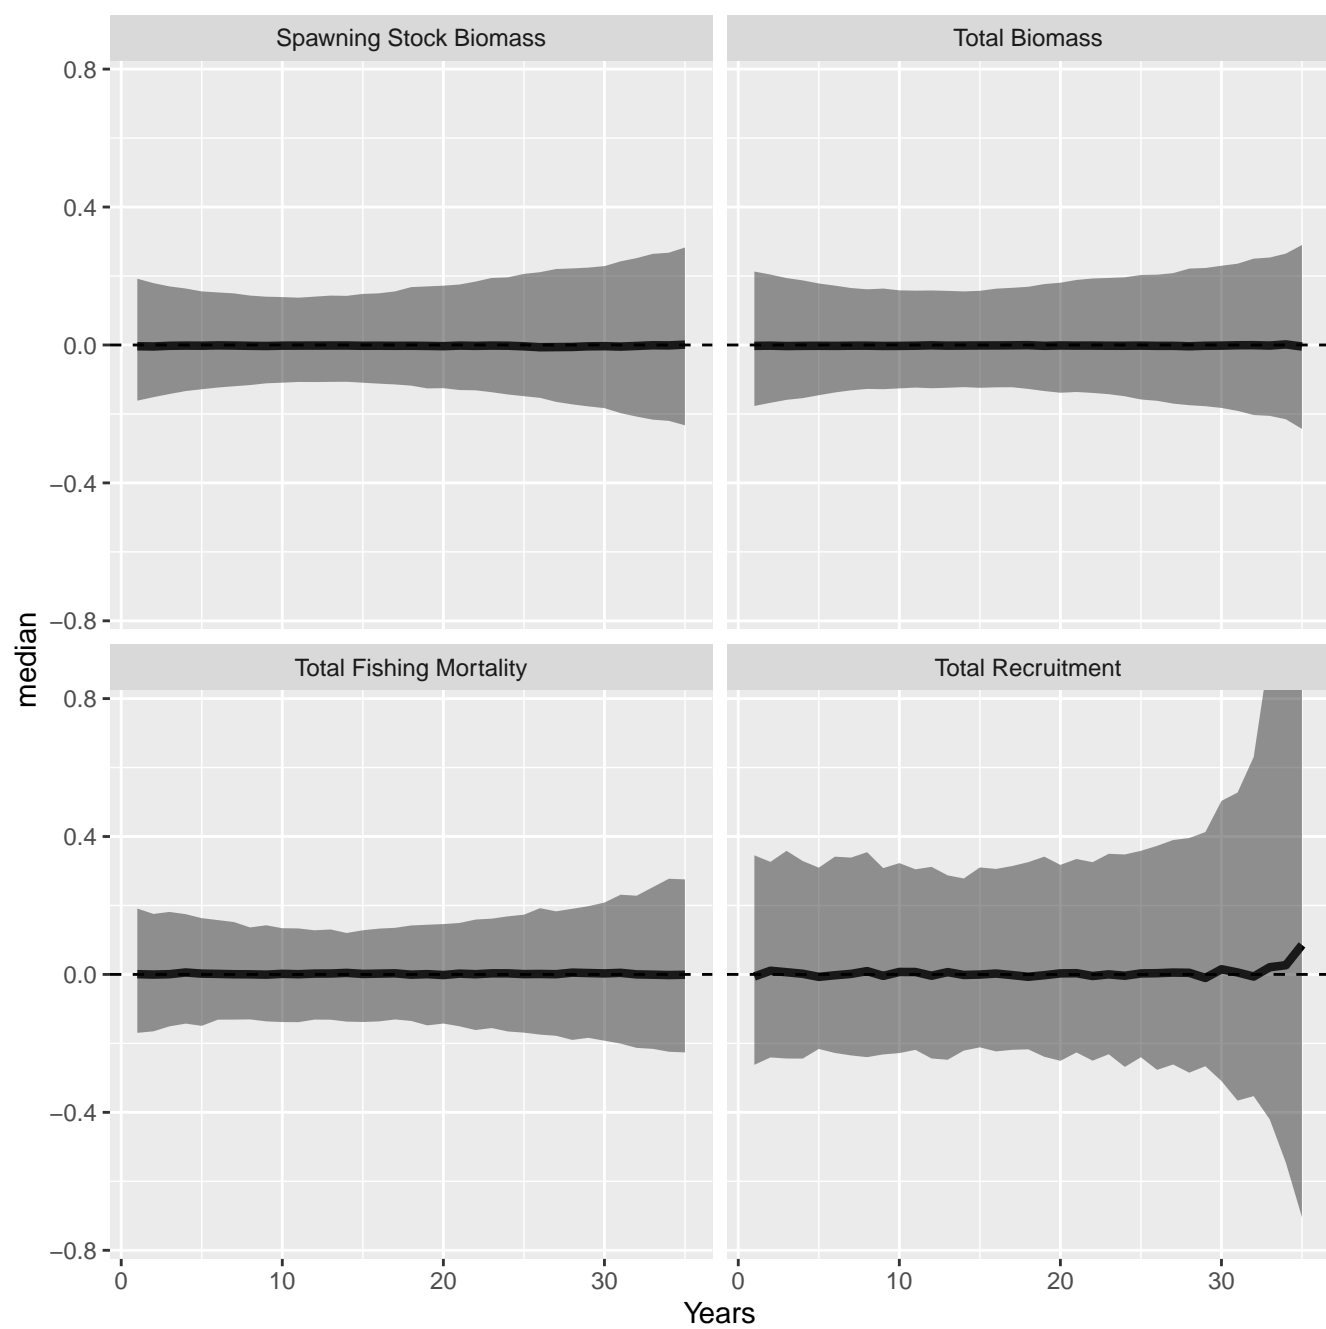 Spawning Stock Biomass
Total Biomass
0.8
0.4
0.0
−0.4
−0.8
Total Fishing Mortality
Total Recruitment
0.8
0.4
0.0
−0.4
−0.8
median
0 10 20 30
0 10 20 30
Years